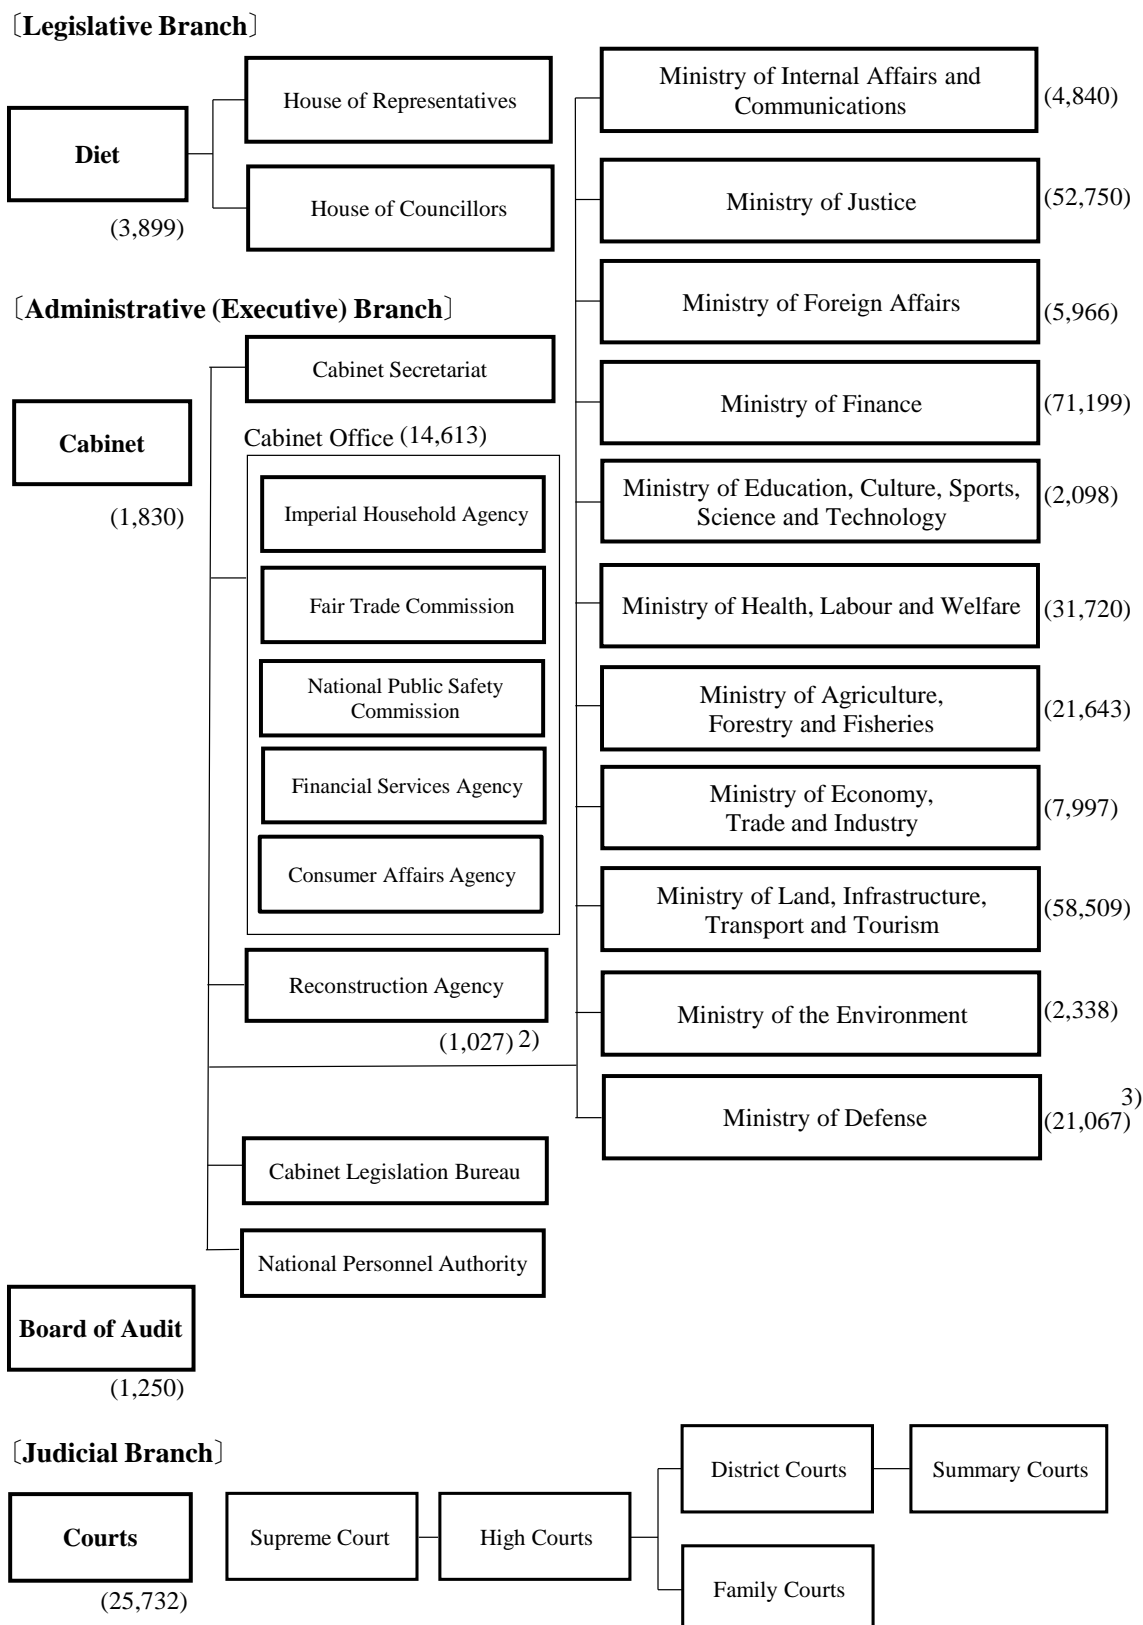 〔Legislative Branch〕
Diet
(3,899)
House of Representatives
House of Councillors
〔Administrative (Executive) Branch〕
Cabinet
(1,830)
Cabinet Secretariat
Cabinet Office (14,613)
Imperial Household Agency
Fair Trade Commission
National Public Safety
Commission
Financial Services Agency
Consumer Affairs Agency
Reconstruction Agency
(1,027) 2)
Ministry of Internal Affairs and
Communications
(4,840)
Ministry of Justice
(52,750)
Ministry of Foreign Affairs
(5,966)
Ministry of Finance
(71,199)
Ministry of Education, Culture, Sports,
Science and Technology
(2,098)
Ministry of Health, Labour and Welfare
(31,720)
Ministry of Agriculture,
Forestry and Fisheries
(21,643)
Ministry of Economy,
Trade and Industry
(7,997)
Ministry of Land, Infrastructure,
Transport and Tourism
(58,509)
Ministry of the Environment
(2,338)
Ministry of Defense
(21,067) 3)
Cabinet Legislation Bureau
National Personnel Authority
Board of Audit
(1,250)
〔Judicial Branch〕
Courts
(25,732)
Supreme Court
High Courts
District Courts
Summary Courts
Family Courts